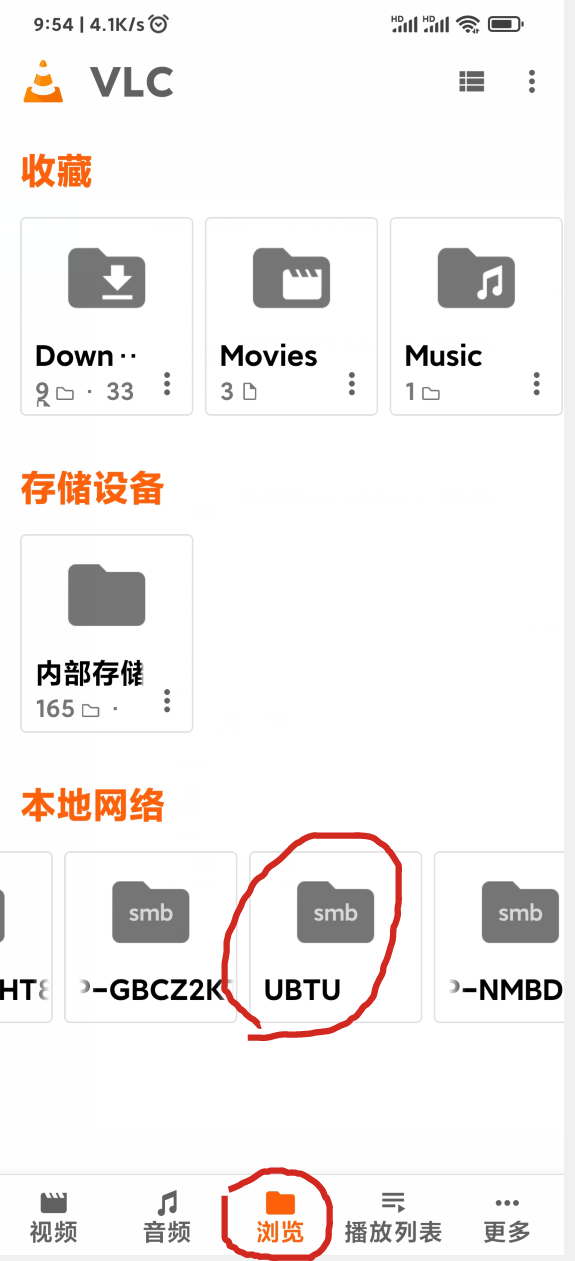 9:54 | 4.1K/s
HD HD
VLC
收藏
Down ··
9 · 33
Movies
3
Music
1
存储设备
内部存储
165 ·
本地网络
smb
smb
smb
-GBCZ2K
UBTU
-NMBD
视频
音频
浏览
播放列表
更多